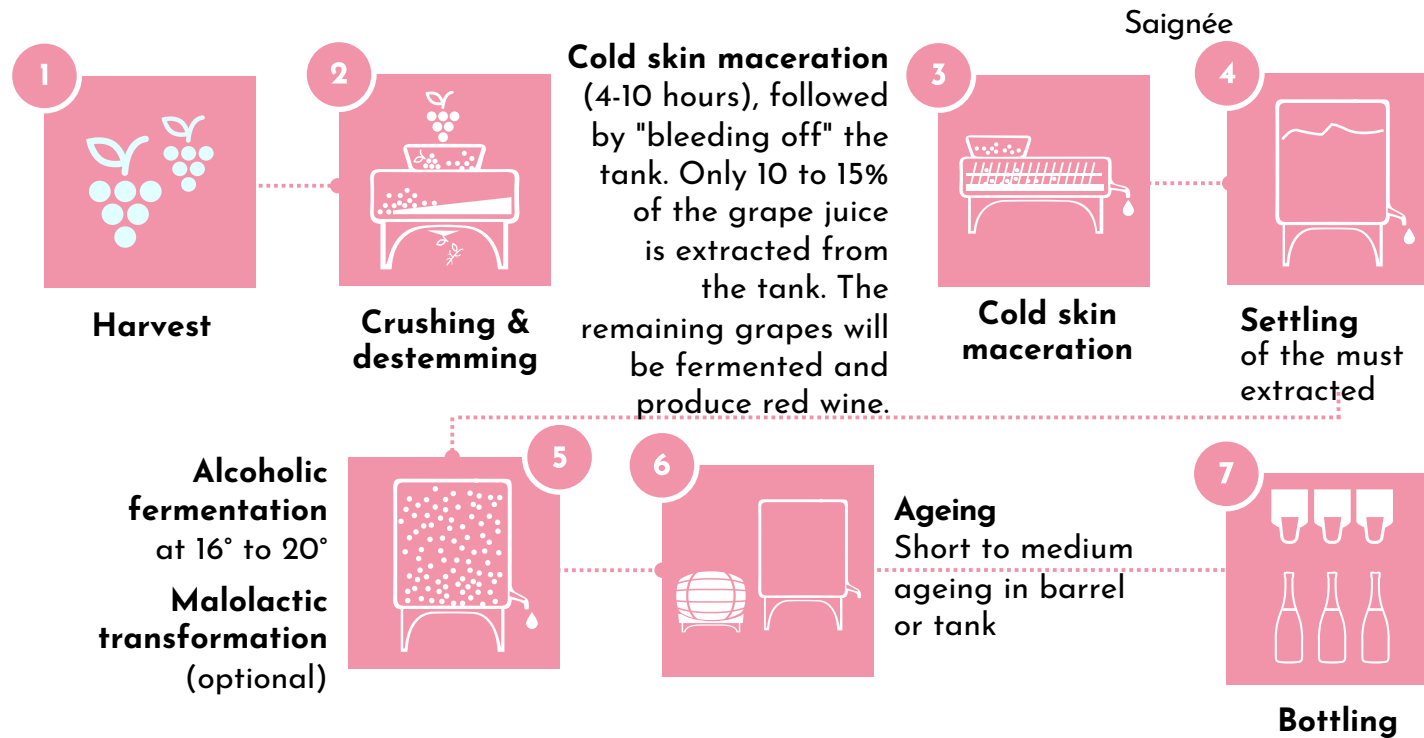 Saignée
1
Harvest
2
Crushing &
destemming
Cold skin maceration
(4-10 hours), followed
by "bleeding off" the
tank. Only 10 to 15%
of the grape juice
is extracted from
the tank. The
remaining grapes will
be fermented and
produce red wine.
3
Cold skin
maceration
4
Settling
of the must
extracted
Alcoholic
fermentation
at 16° to 20°
Malolactic
transformation
(optional)
5
6
Ageing
Short to medium
ageing in barrel
or tank
7
Bottling